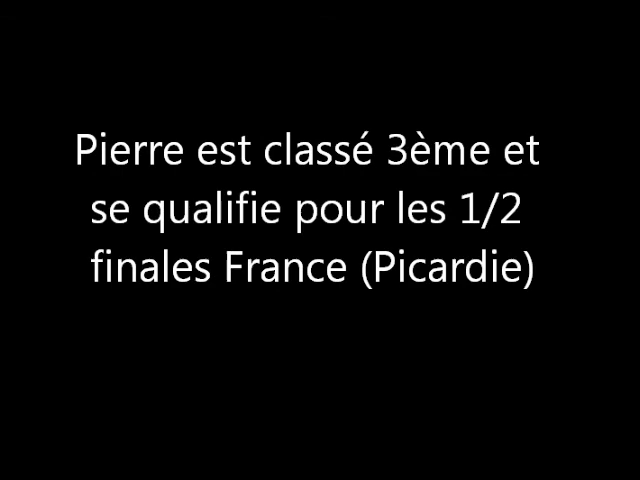 Pierre est classé 3ème et
se qualifie pour les 1/2
finales France (Picardie)